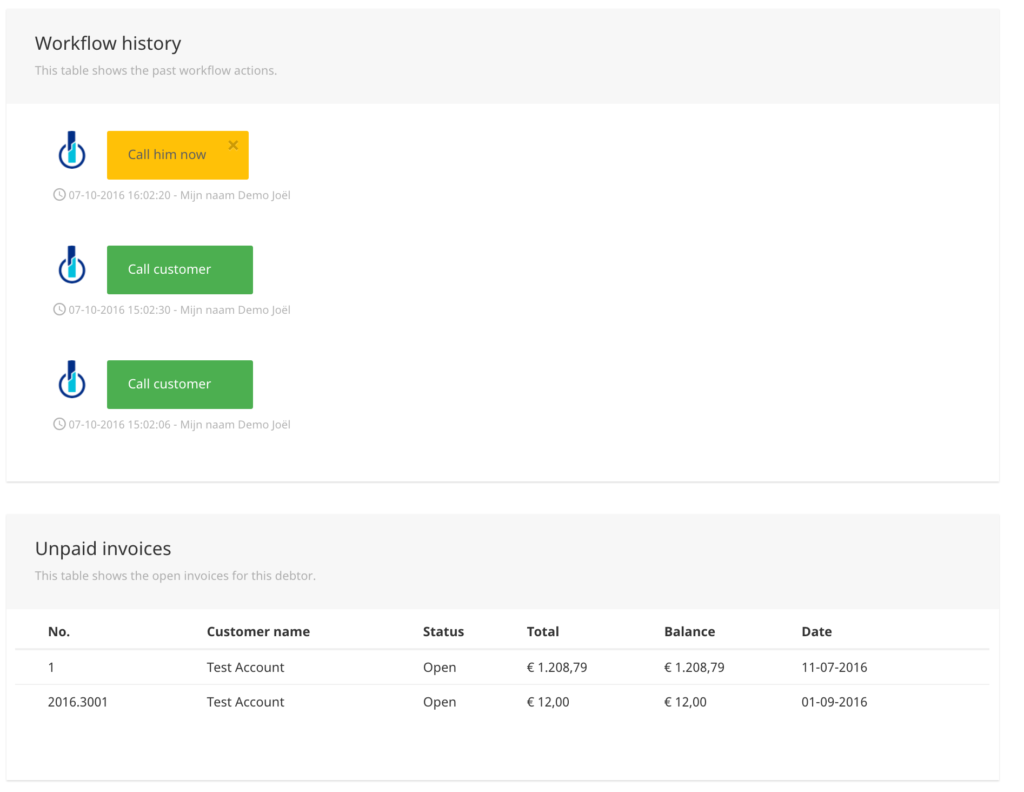 Workflow history
This table shows the past workflow actions.
Call him now ×
07-10-2016 16:02:20 - Mijn naam Demo Joël
Call customer
07-10-2016 15:02:30 - Mijn naam Demo Joël
Call customer
07-10-2016 15:02:06 - Mijn naam Demo Joël
Unpaid invoices
This table shows the open invoices for this debtor.
No. Customer name Status Total Balance Date
1 Test Account Open € 1.208,79 € 1.208,79 11-07-2016
2016.3001 Test Account Open € 12,00 € 12,00 01-09-2016